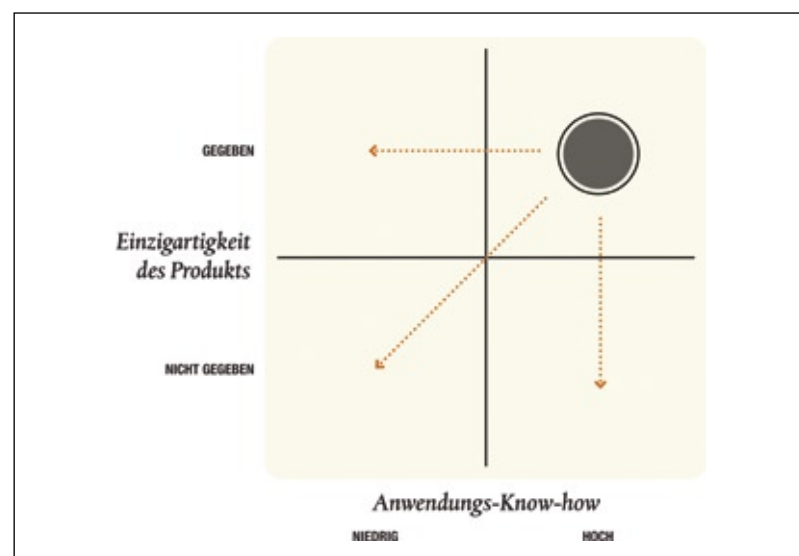 GEGEBEN
Einzigartigkeit
des Produkts
NICHT GEGEBEN
Anwendungs-Know-how
NIEDRIG
HOCH